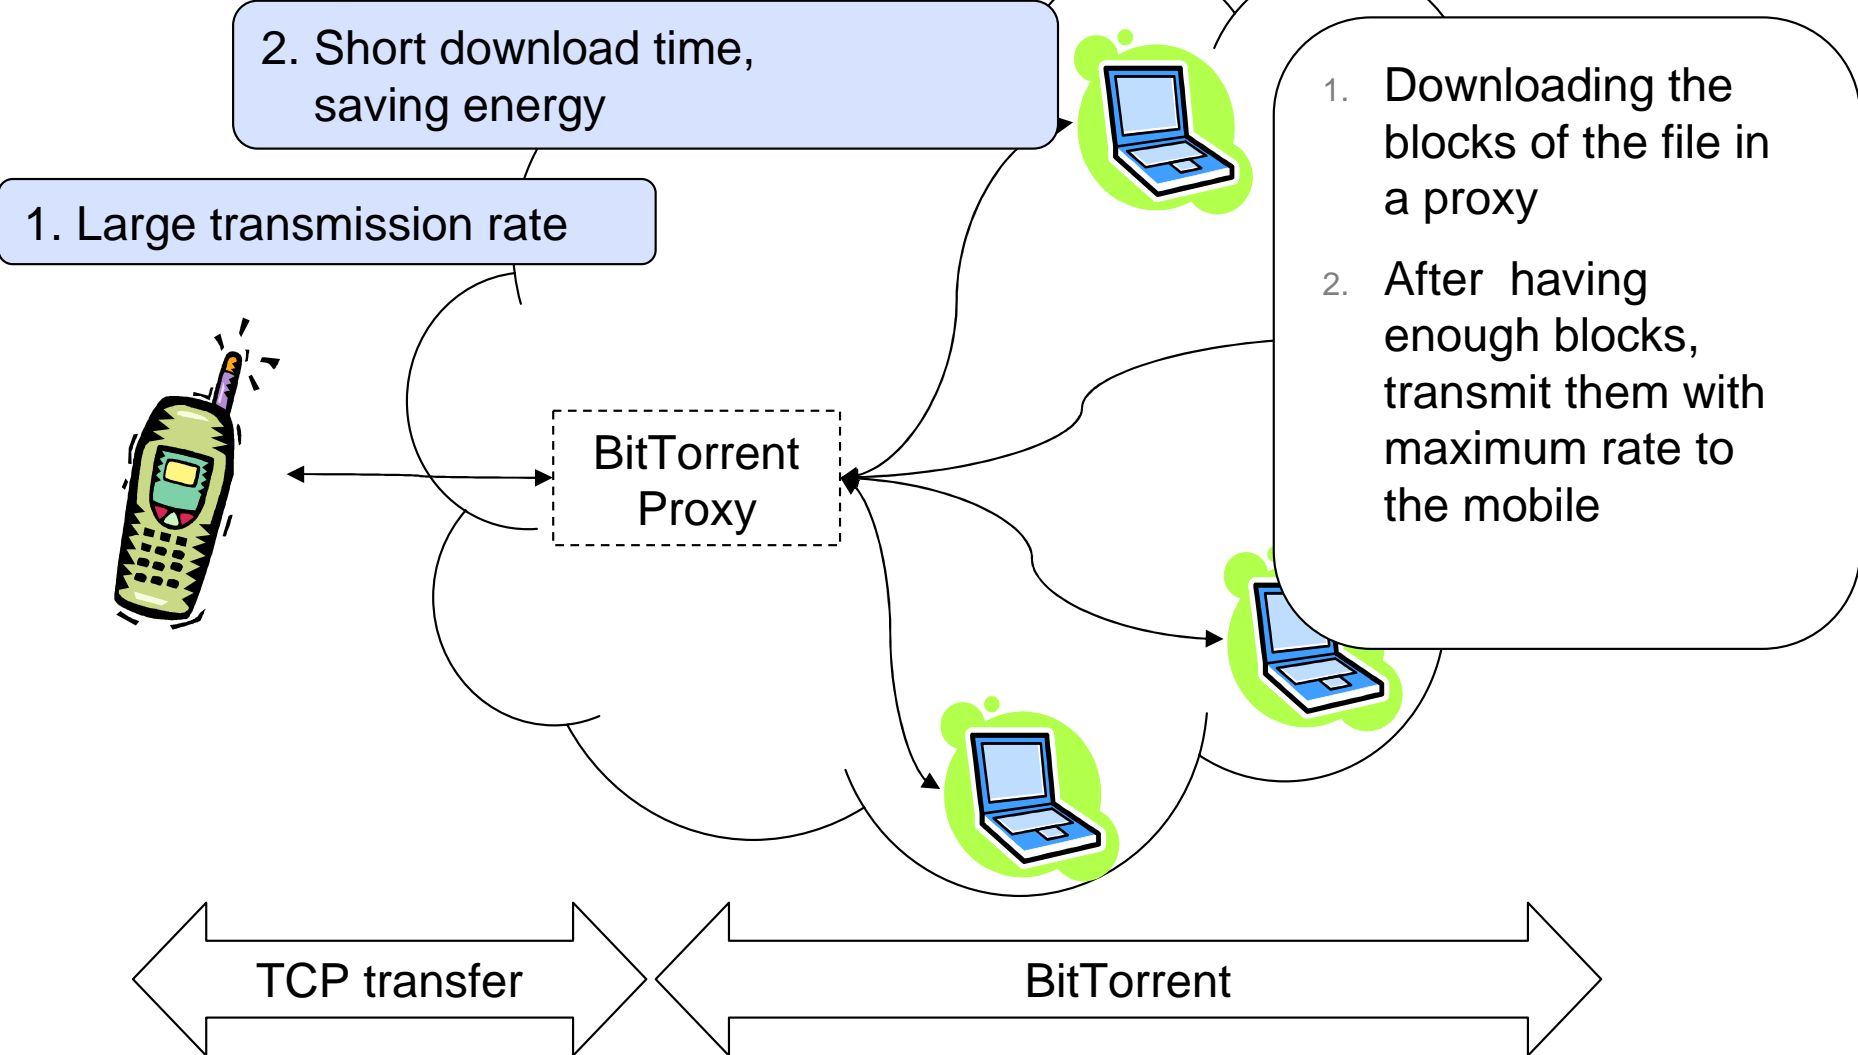 2. Short download time,
saving energy
1. Large transmission rate
1. Downloading the
blocks of the file in
a proxy
2. After having
enough blocks,
transmit them with
maximum rate to
the mobile
BitTorrent
Proxy
TCP transfer
BitTorrent